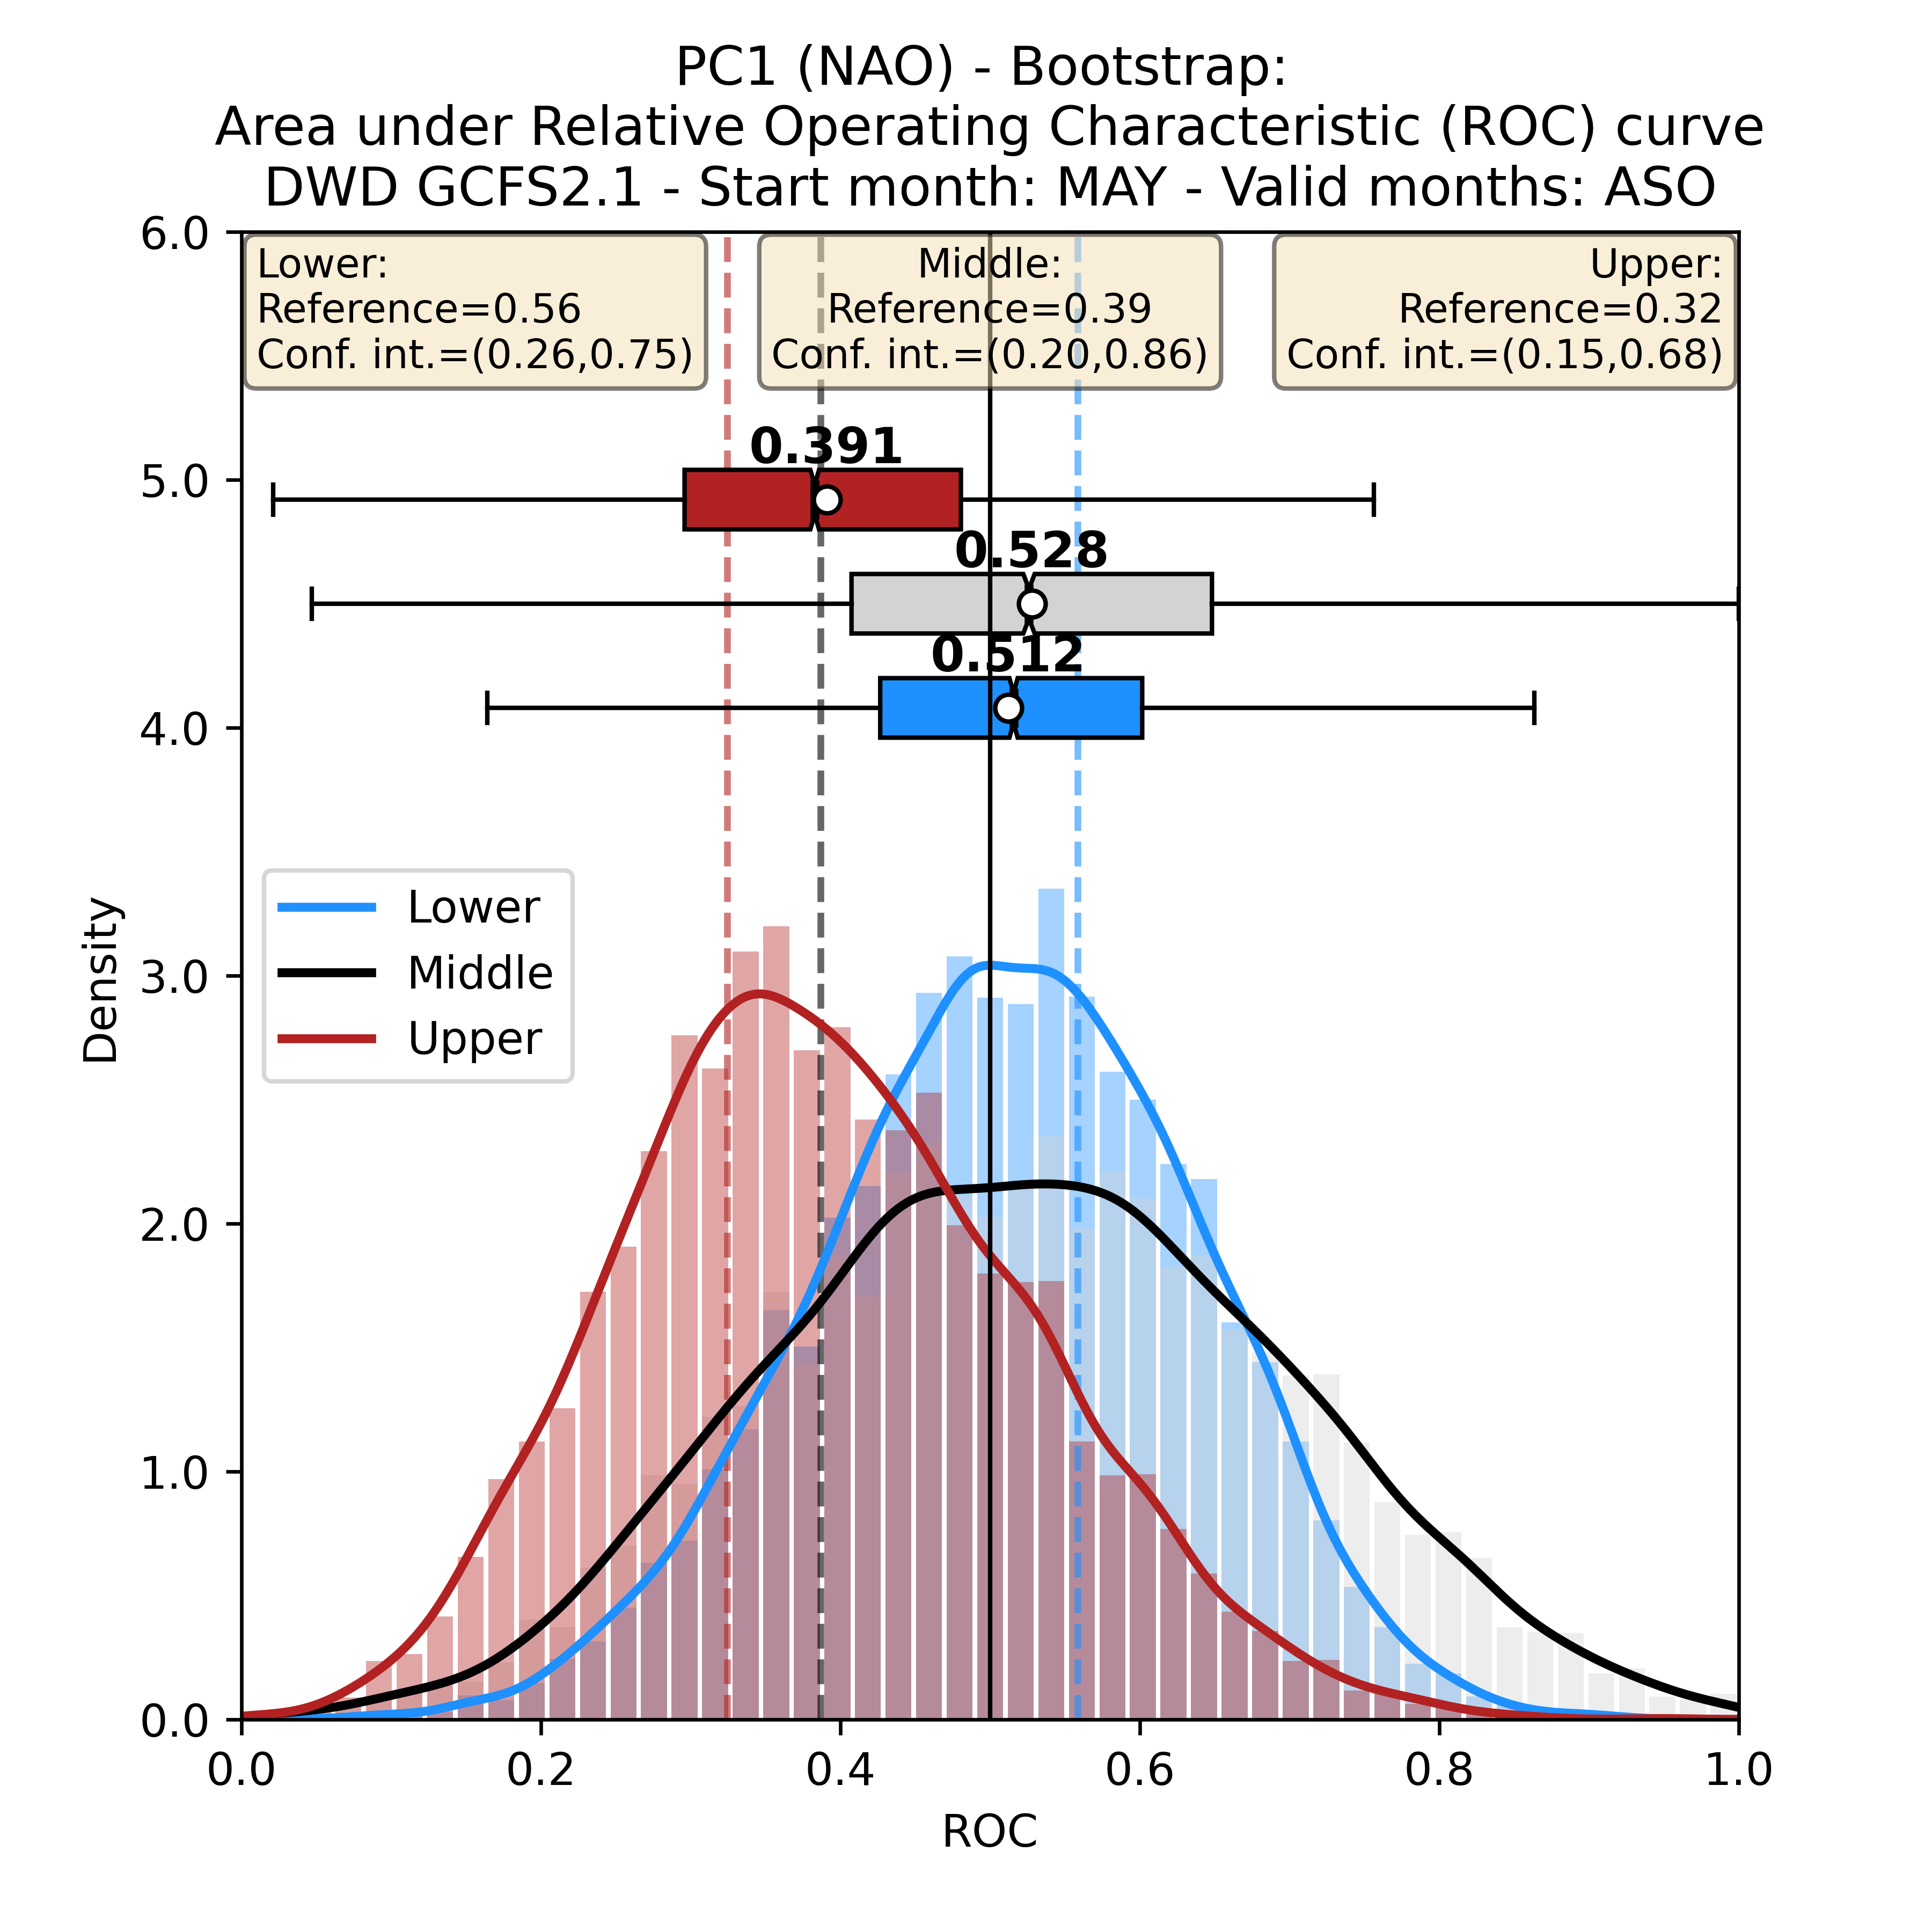 PC1 (NAO) - Bootstrap:
Area under Relative Operating Characteristic (ROC) curve
DWD GCFS2.1 - Start month: MAY - Valid months: ASO
Lower:
Reference=0.56
Conf. int.=(0.26,0.75)
Middle:
Reference=0.39
Conf. int.=(0.20,0.86)
Upper:
Reference=0.32
Conf. int.=(0.15,0.68)
0.391
0.528
0.512
Lower
Middle
Upper
Density
6.0
5.0
4.0
3.0
2.0
1.0
0.0
0.0 0.2 0.4 0.6 0.8 1.0
ROC